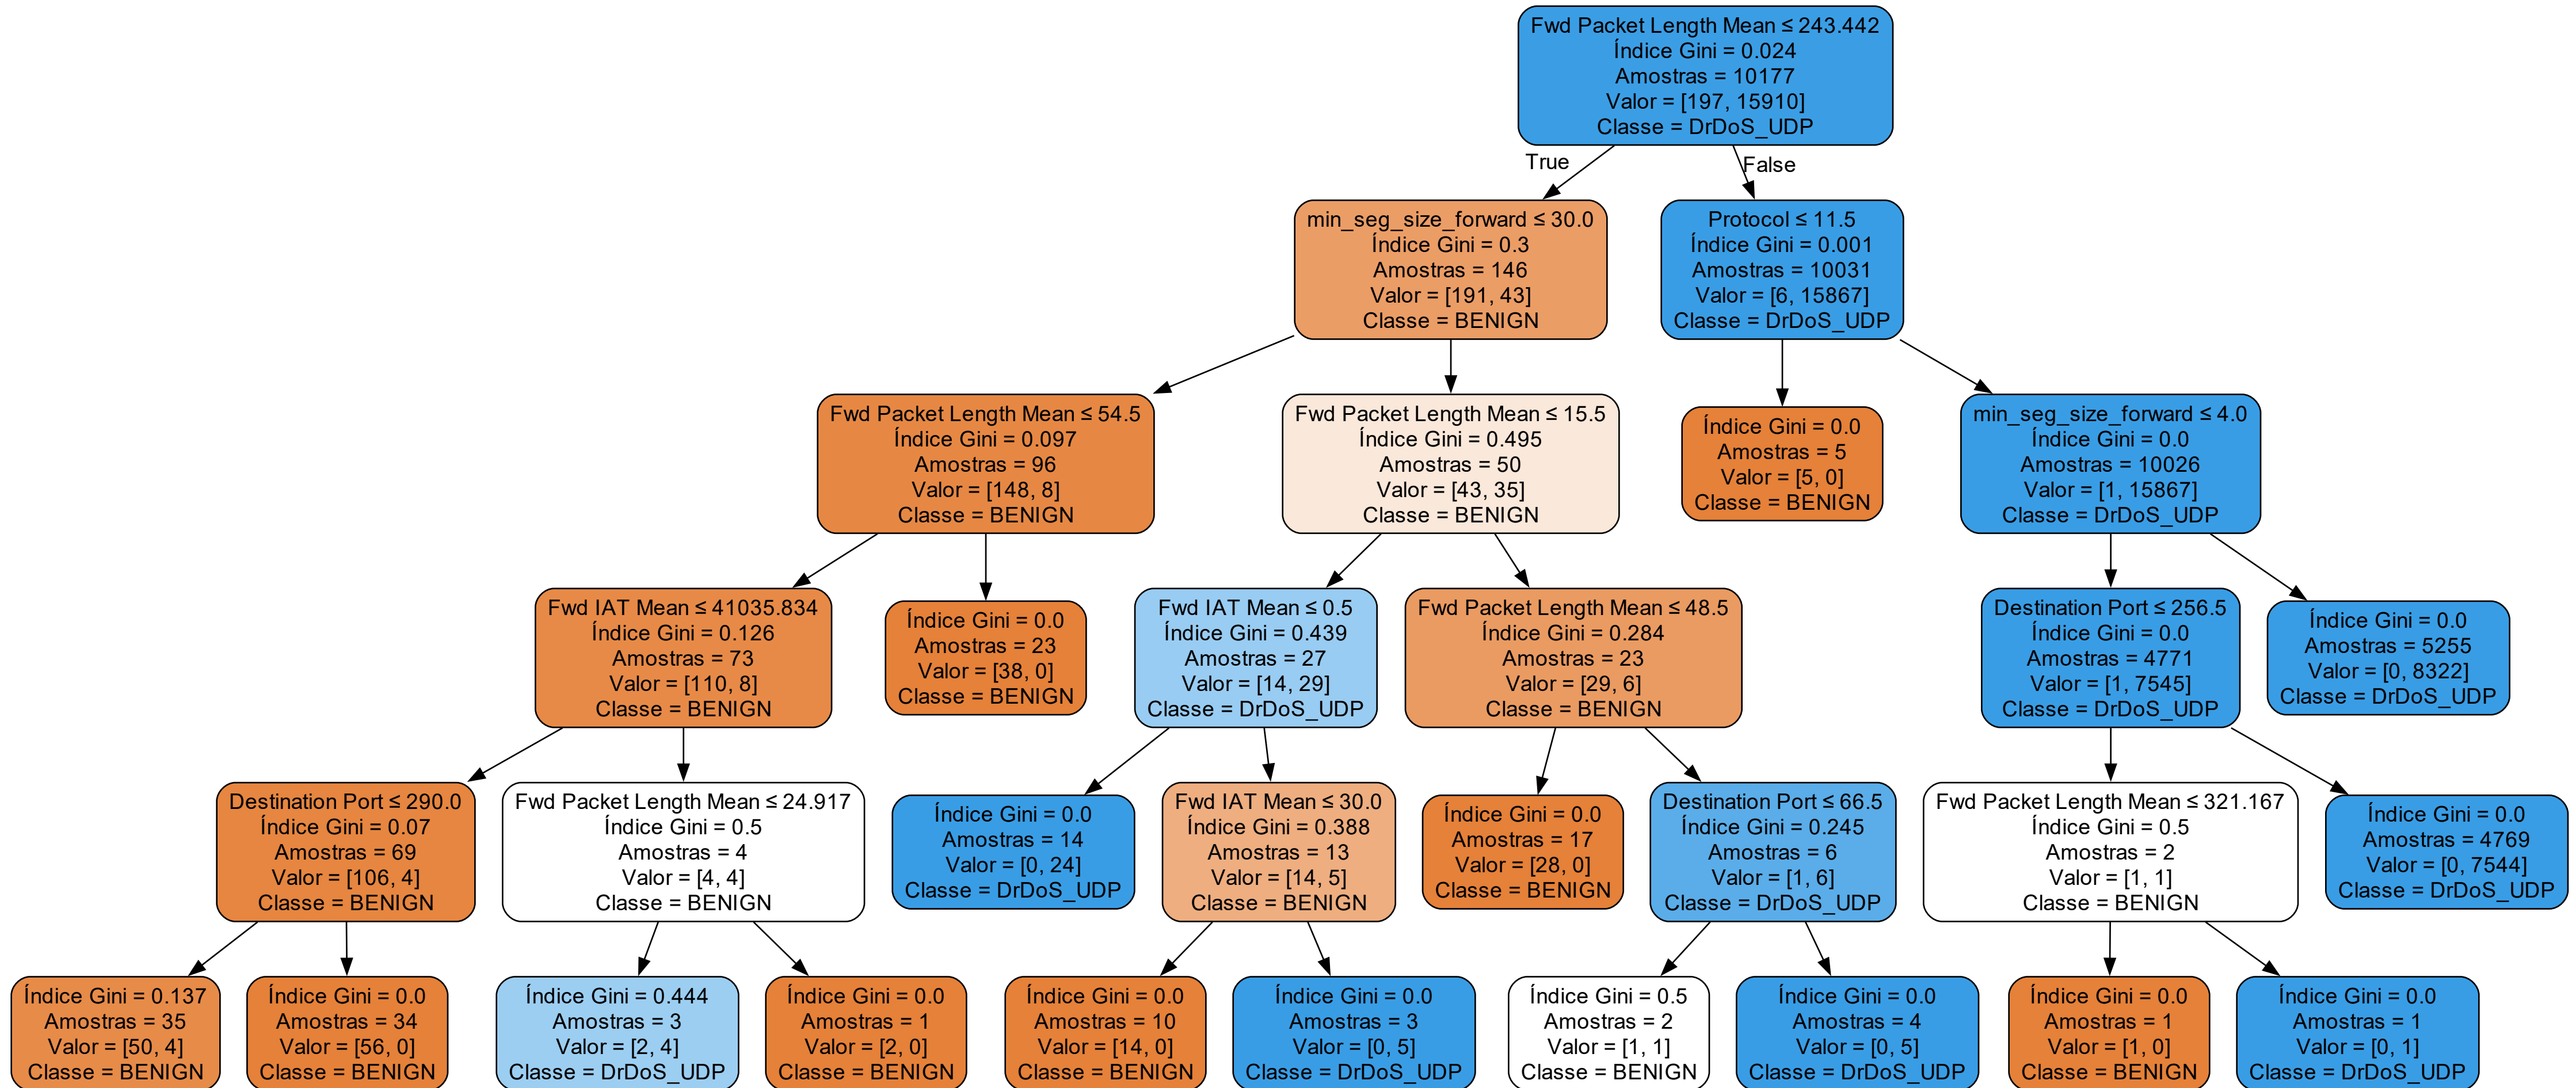 Fwd Packet Length Mean ≤ 243.442
Índice Gini = 0.024
Amostras = 10177
Valor = [197, 15910]
Classe = DrDoS_UDP
True
False
min_seg_size_forward ≤ 30.0
Índice Gini = 0.3
Amostras = 146
Valor = [191, 43]
Classe = BENIGN
Protocol ≤ 11.5
Índice Gini = 0.001
Amostras = 10031
Valor = [6, 15867]
Classe = DrDoS_UDP
Fwd Packet Length Mean ≤ 54.5
Índice Gini = 0.097
Amostras = 96
Valor = [148, 8]
Classe = BENIGN
Fwd Packet Length Mean ≤ 15.5
Índice Gini = 0.495
Amostras = 50
Valor = [43, 35]
Classe = BENIGN
Índice Gini = 0.0
Amostras = 5
Valor = [5, 0]
Classe = BENIGN
min_seg_size_forward ≤ 4.0
Índice Gini = 0.0
Amostras = 10026
Valor = [1, 15867]
Classe = DrDoS_UDP
Fwd IAT Mean ≤ 41035.834
Índice Gini = 0.126
Amostras = 73
Valor = [110, 8]
Classe = BENIGN
Índice Gini = 0.0
Amostras = 23
Valor = [38, 0]
Classe = BENIGN
Fwd IAT Mean ≤ 0.5
Índice Gini = 0.439
Amostras = 27
Valor = [14, 29]
Classe = DrDoS_UDP
Fwd Packet Length Mean ≤ 48.5
Índice Gini = 0.284
Amostras = 23
Valor = [29, 6]
Classe = BENIGN
Destination Port ≤ 256.5
Índice Gini = 0.0
Amostras = 4771
Valor = [1, 7545]
Classe = DrDoS_UDP
Índice Gini = 0.0
Amostras = 5255
Valor = [0, 8322]
Classe = DrDoS_UDP
Destination Port ≤ 290.0
Índice Gini = 0.07
Amostras = 69
Valor = [106, 4]
Classe = BENIGN
Fwd Packet Length Mean ≤ 24.917
Índice Gini = 0.5
Amostras = 4
Valor = [4, 4]
Classe = BENIGN
Índice Gini = 0.0
Amostras = 14
Valor = [0, 24]
Classe = DrDoS_UDP
Fwd IAT Mean ≤ 30.0
Índice Gini = 0.388
Amostras = 13
Valor = [14, 5]
Classe = BENIGN
Índice Gini = 0.0
Amostras = 17
Valor = [28, 0]
Classe = BENIGN
Destination Port ≤ 66.5
Índice Gini = 0.245
Amostras = 6
Valor = [1, 6]
Classe = DrDoS_UDP
Fwd Packet Length Mean ≤ 321.167
Índice Gini = 0.5
Amostras = 2
Valor = [1, 1]
Classe = BENIGN
Índice Gini = 0.0
Amostras = 4769
Valor = [0, 7544]
Classe = DrDoS_UDP
Índice Gini = 0.137
Amostras = 35
Valor = [50, 4]
Classe = BENIGN
Índice Gini = 0.0
Amostras = 34
Valor = [56, 0]
Classe = BENIGN
Índice Gini = 0.444
Amostras = 3
Valor = [2, 4]
Classe = DrDoS_UDP
Índice Gini = 0.0
Amostras = 1
Valor = [2, 0]
Classe = BENIGN
Índice Gini = 0.0
Amostras = 10
Valor = [14, 0]
Classe = BENIGN
Índice Gini = 0.0
Amostras = 3
Valor = [0, 5]
Classe = DrDoS_UDP
Índice Gini = 0.5
Amostras = 2
Valor = [1, 1]
Classe = BENIGN
Índice Gini = 0.0
Amostras = 4
Valor = [0, 5]
Classe = DrDoS_UDP
Índice Gini = 0.0
Amostras = 1
Valor = [1, 0]
Classe = BENIGN
Índice Gini = 0.0
Amostras = 1
Valor = [0, 1]
Classe = DrDoS_UDP